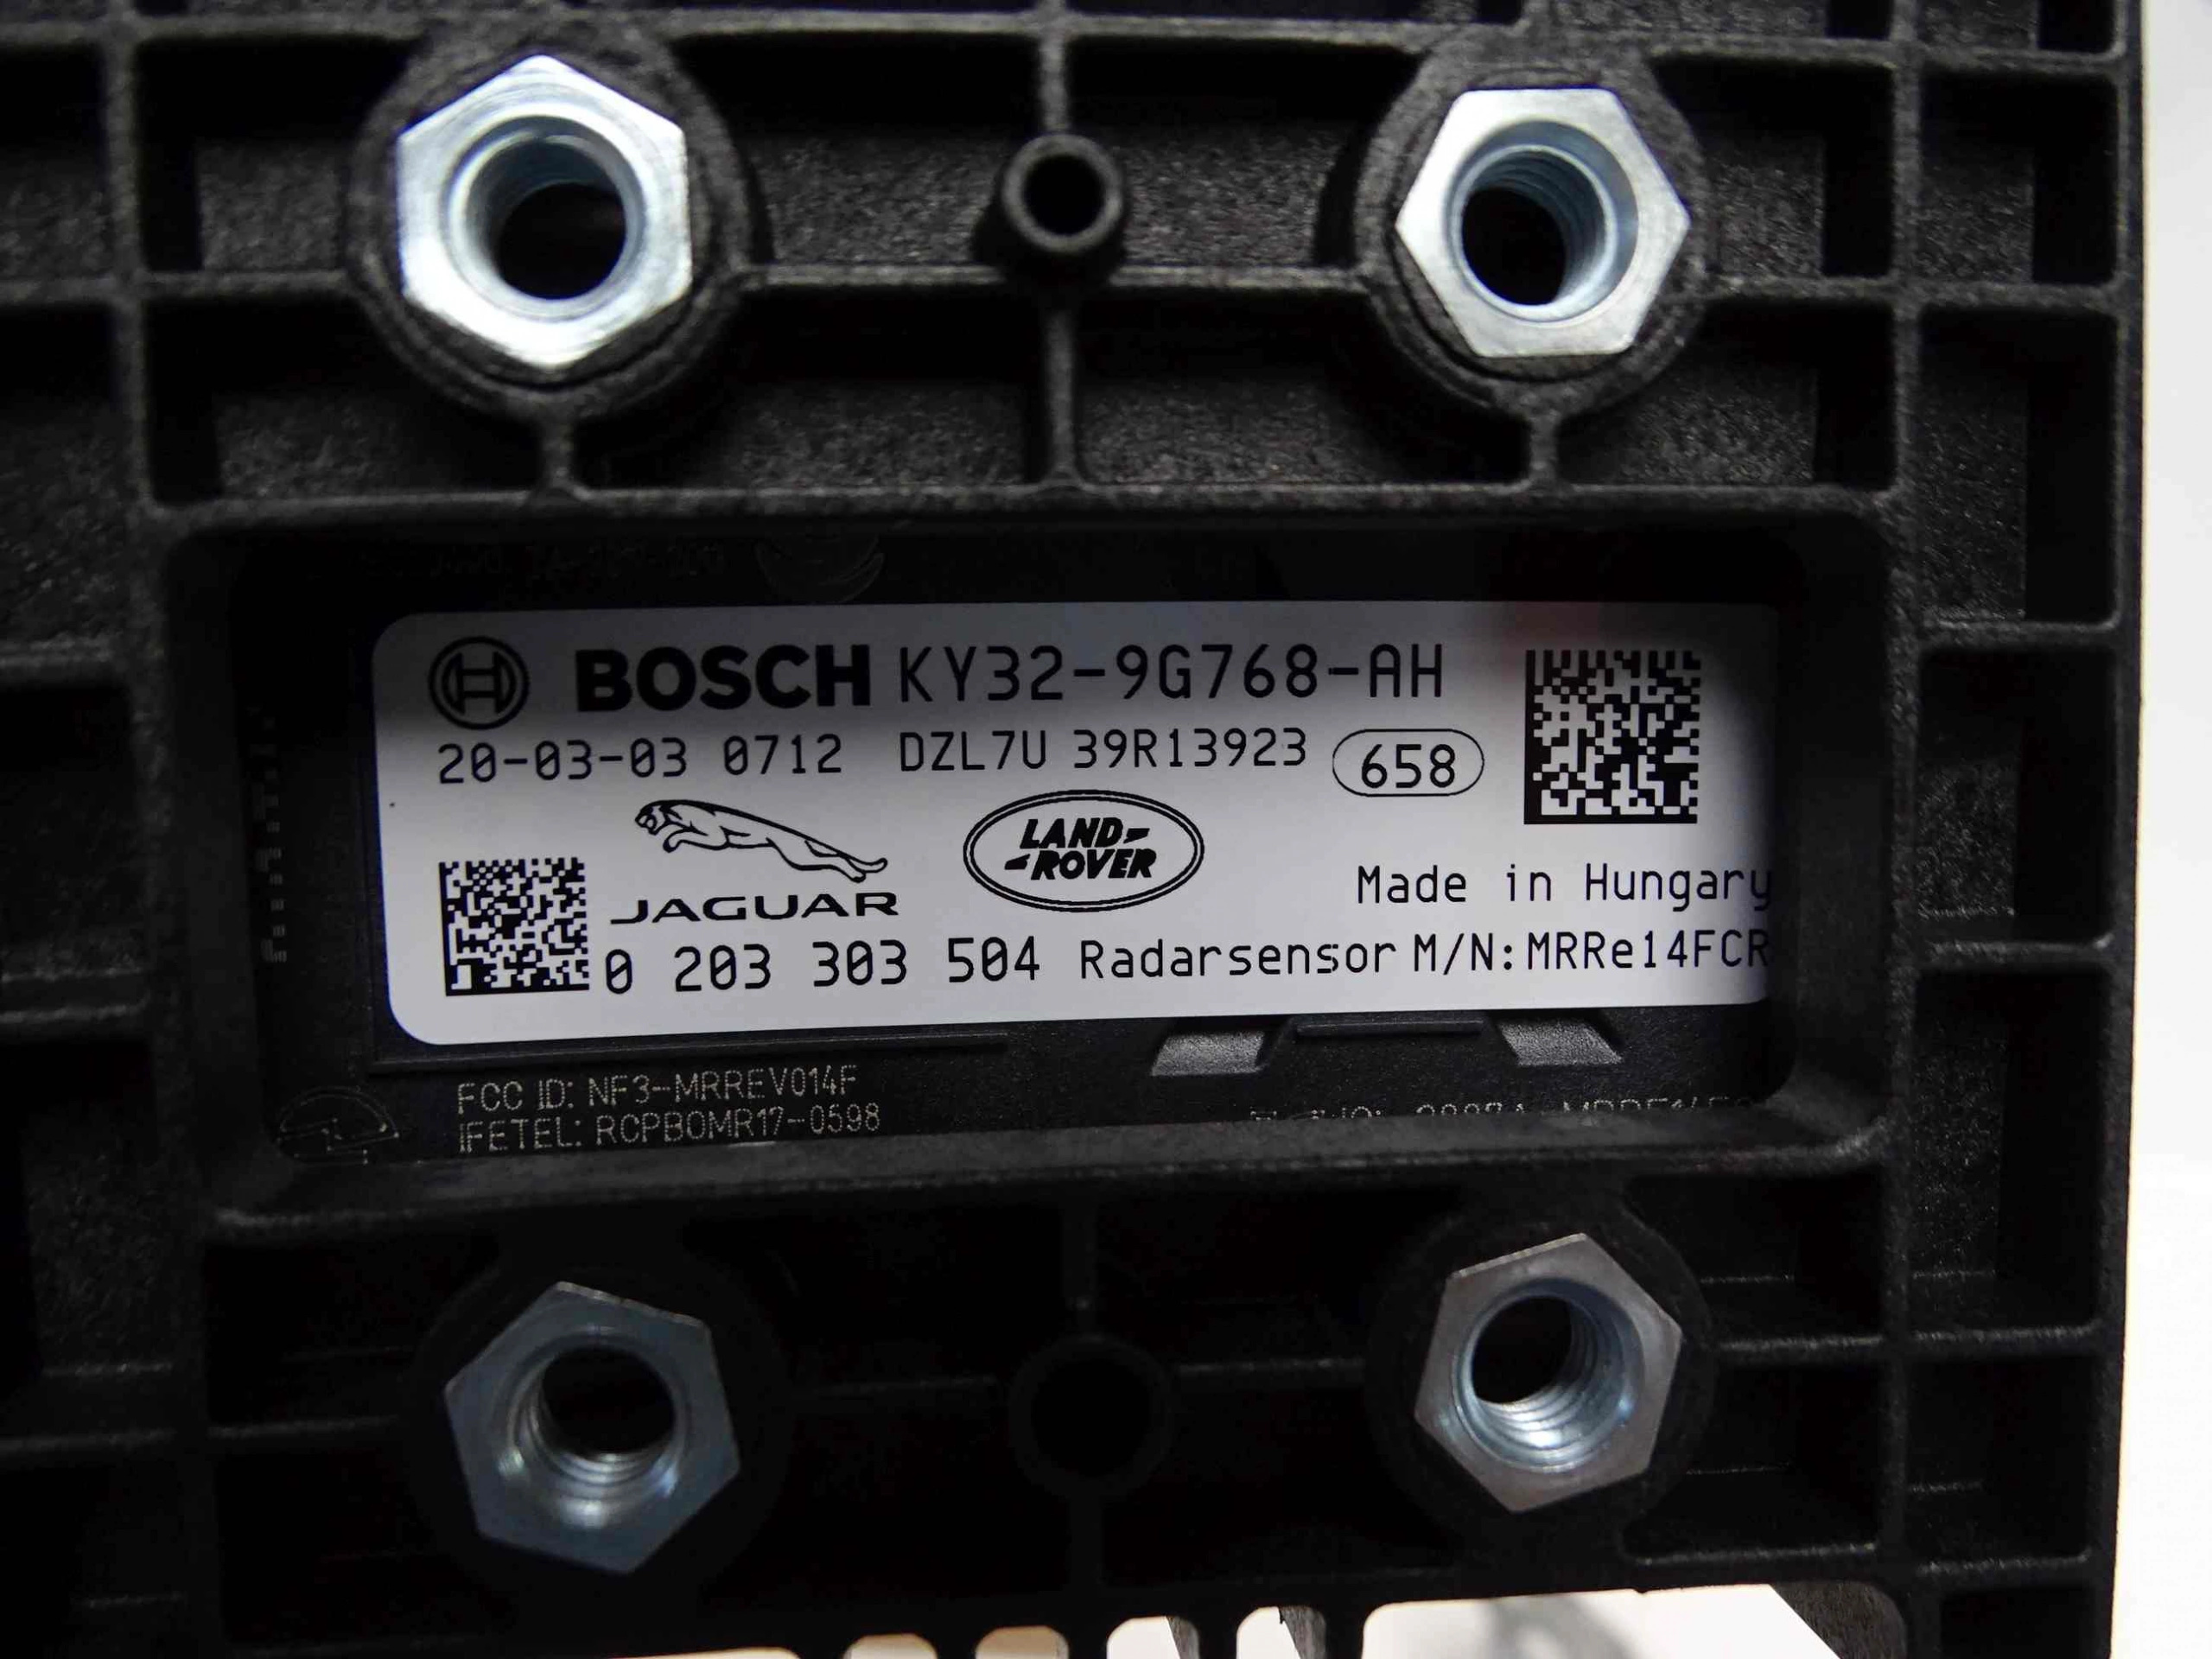 BOSCH KY32-9G768-AH
20-03-03 0712 DZL7U 39R13923 658
JAGUAR
LAND-
-ROVER
Made in Hungary
0 203 303 504 Radarsensor M/N:MRRe14FCR
FCC ID: NF3-MRREV014F
IFETEL: RCPBOMR17-0598